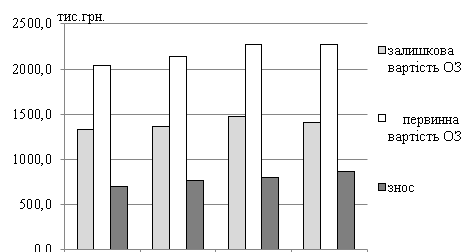 тис.грн.
2500,0
2000,0
1500,0
1000,0
500,0
0,0
залишкова
вартість ОЗ
первинна
вартість ОЗ
знос